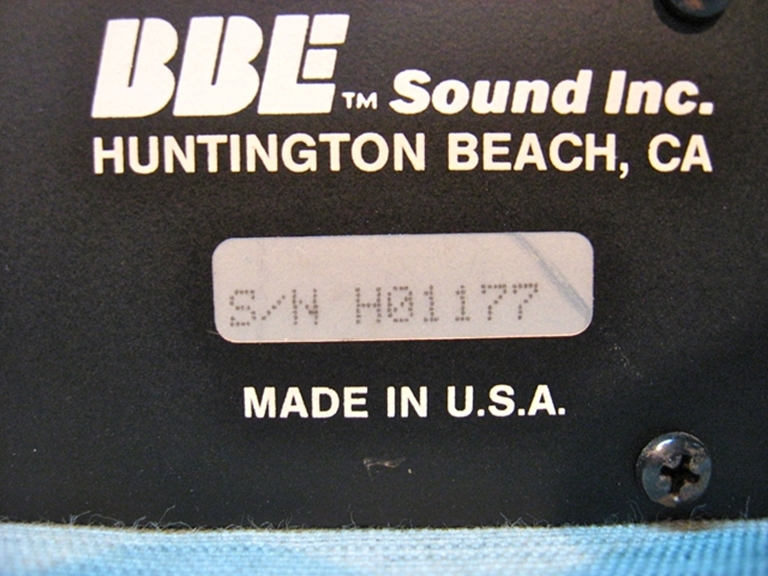 BBE™ Sound Inc.
HUNTINGTON BEACH, CA
S/N H01177
MADE IN U.S.A.